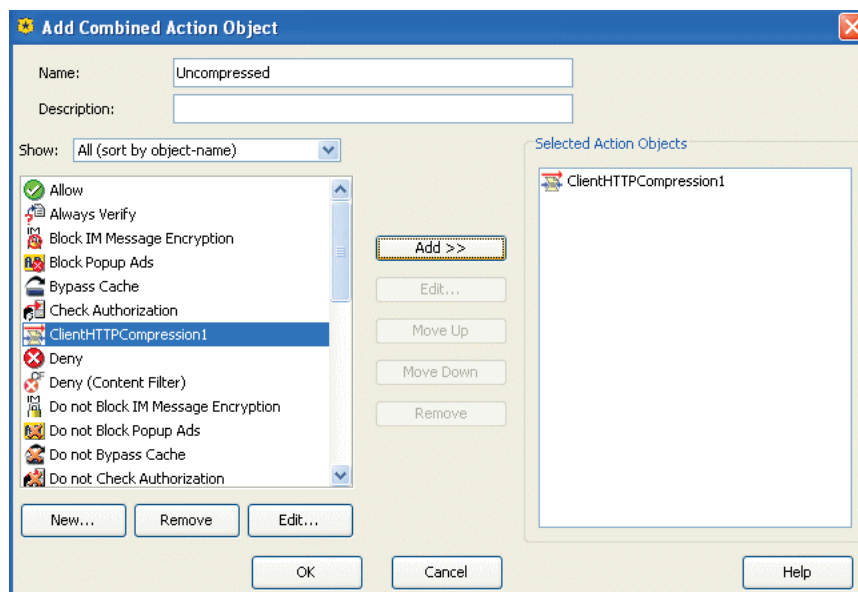 Add Combined Action Object
Name: Uncompressed
Description:
Show: All (sort by object-name)
Allow
Always Verify
Block IM Message Encryption
Block Popup Ads
Bypass Cache
Check Authorization
ClientHTTPCompression1
Deny
Deny (Content Filter)
Do not Block IM Message Encryption
Do not Block Popup Ads
Do not Bypass Cache
Do not Check Authorization
New... Remove Edit...
Add >>
Edit...
Move Up
Move Down
Remove
Selected Action Objects
ClientHTTPCompression1
OK Cancel Help